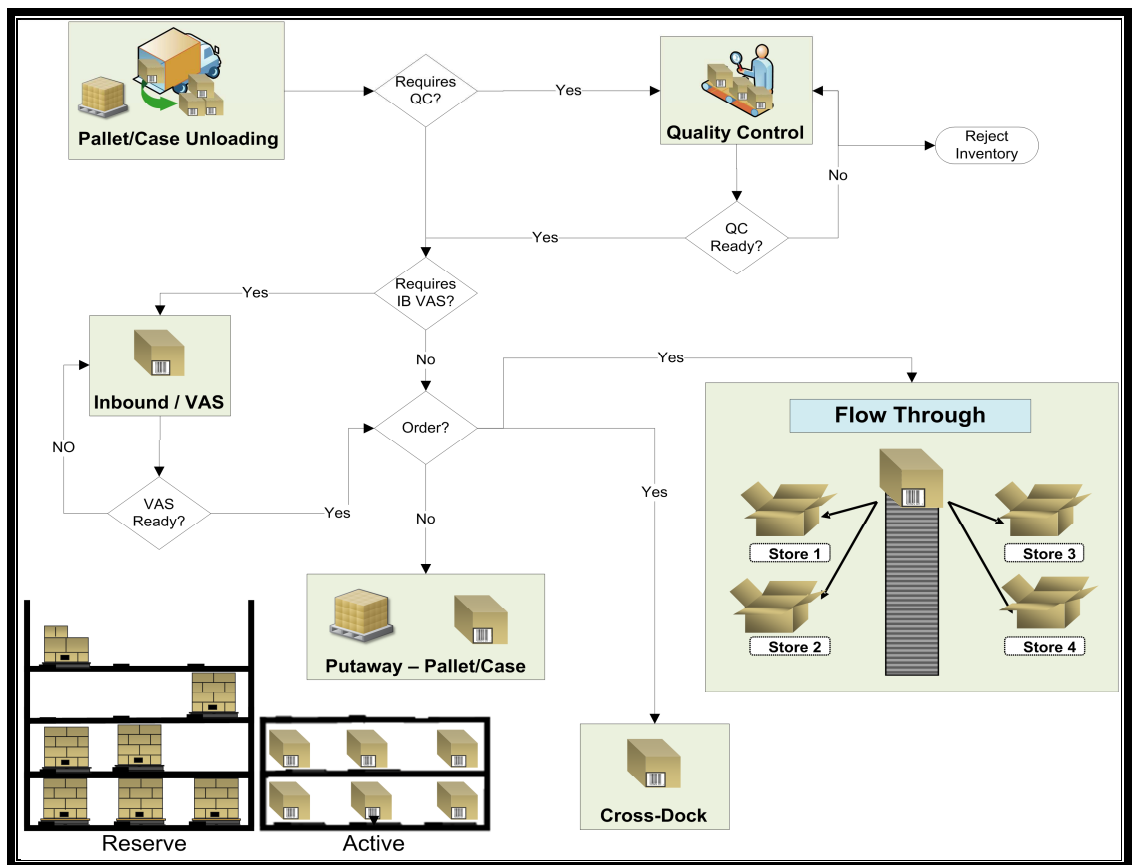 Requires
QC?
Yes
Pallet/Case Unloading
Quality Control
Reject
Inventory
No
QC
Ready?
Yes
Requires
IB VAS?
Yes
No
Inbound / VAS
Yes
Flow Through
Order?
NO
VAS
Ready?
Yes
No
Yes
Store 1
Store 3
Store 2
Store 4
Putaway – Pallet/Case
Cross-Dock
Reserve
Active